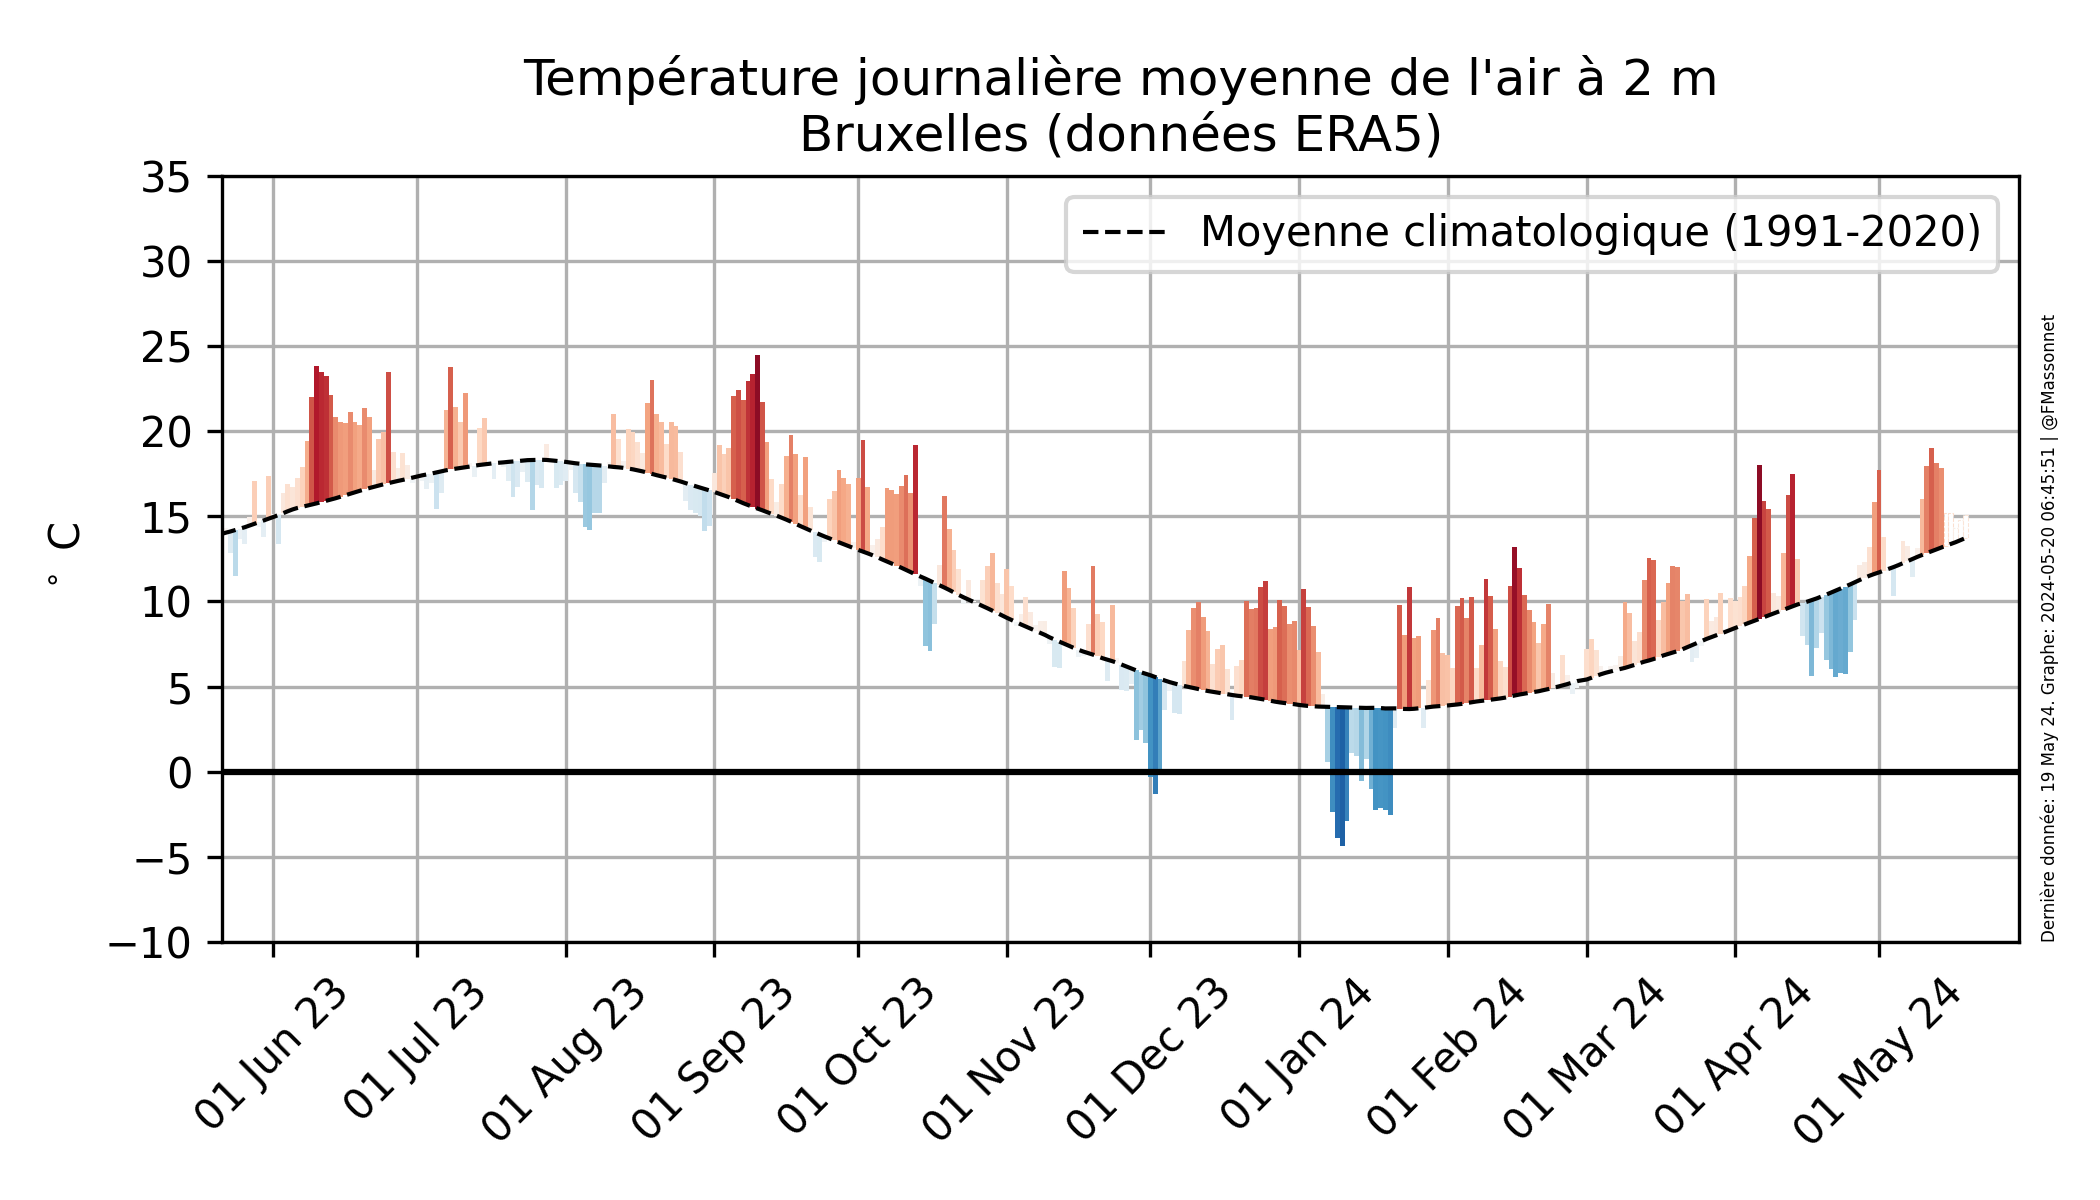 Température journalière moyenne de l'air à 2 m
Bruxelles (données ERA5)
Moyenne climatologique (1991-2020)
35
30
25
20
15
10
5
0
−5
−10
° C
01 Jun 23
01 Jul 23
01 Aug 23
01 Sep 23
01 Oct 23
01 Nov 23
01 Dec 23
01 Jan 24
01 Feb 24
01 Mar 24
01 Apr 24
01 May 24
Dernière donnée: 19 May 24. Graphe: 2024-05-20 06:45:51 | @FMassonnet